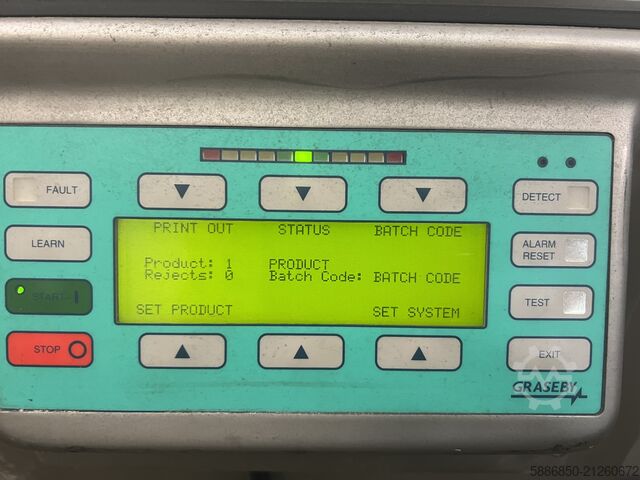 FAULT
DETECT
PRINT OUT STATUS BATCH CODE
LEARN
ALARM RESET
Product: 1 PRODUCT
Rejects: 0 Batch Code: BATCH CODE
START I
TEST
SET PRODUCT SET SYSTEM
STOP
EXIT
GRASEBY
5886850-21260672